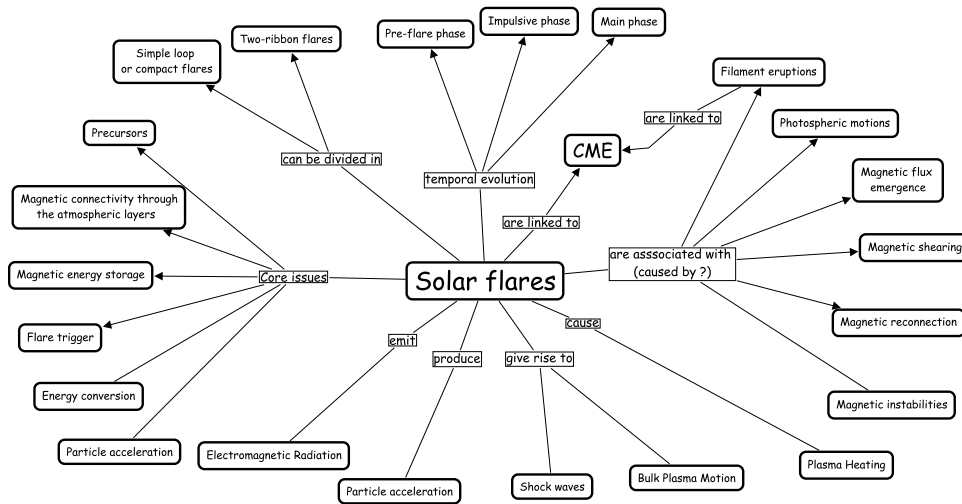 Impulsive phase
Main phase
Pre-flare phase
Two-ribbon flares
Simple loop
or compact flares
Filament eruptions
are linked to
Photospheric motions
Precursors
CME
can be divided in
temporal evolution
Magnetic flux
emergence
Magnetic connectivity through
the atmospheric layers
are linked to
Magnetic shearing
are asssociated with
(caused by ?)
Magnetic energy storage
Core issues
Solar flares
Magnetic reconnection
cause
Flare trigger
emit
produce
give rise to
Energy conversion
Magnetic instabilities
Particle acceleration
Electromagnetic Radiation
Plasma Heating
Particle acceleration
Shock waves
Bulk Plasma Motion